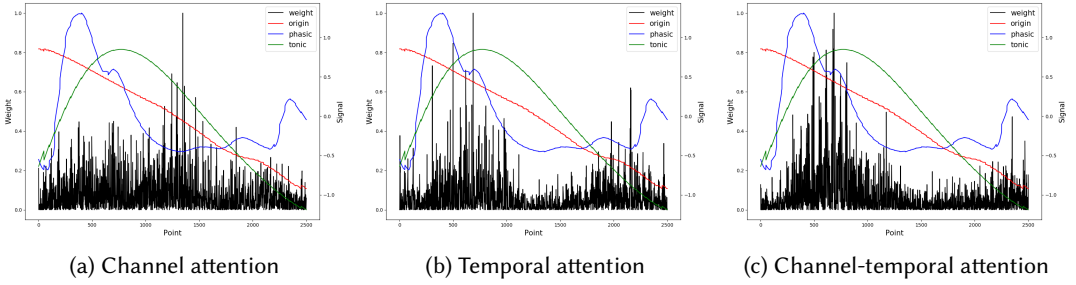 1.0
0.8
0.6
0.4
0.2
0.0
Weight
0
500
1000
1500
2000
2500
Point
1.0
0.5
0.0
−0.5
−1.0
Signal
weight
origin
phasic
tonic
(a) Channel attention
1.0
0.8
0.6
0.4
0.2
0.0
Weight
0
500
1000
1500
2000
2500
Point
1.0
0.5
0.0
−0.5
−1.0
Signal
weight
origin
phasic
tonic
(b) Temporal attention
1.0
0.8
0.6
0.4
0.2
0.0
Weight
0
500
1000
1500
2000
2500
Point
1.0
0.5
0.0
−0.5
−1.0
Signal
weight
origin
phasic
tonic
(c) Channel-temporal attention